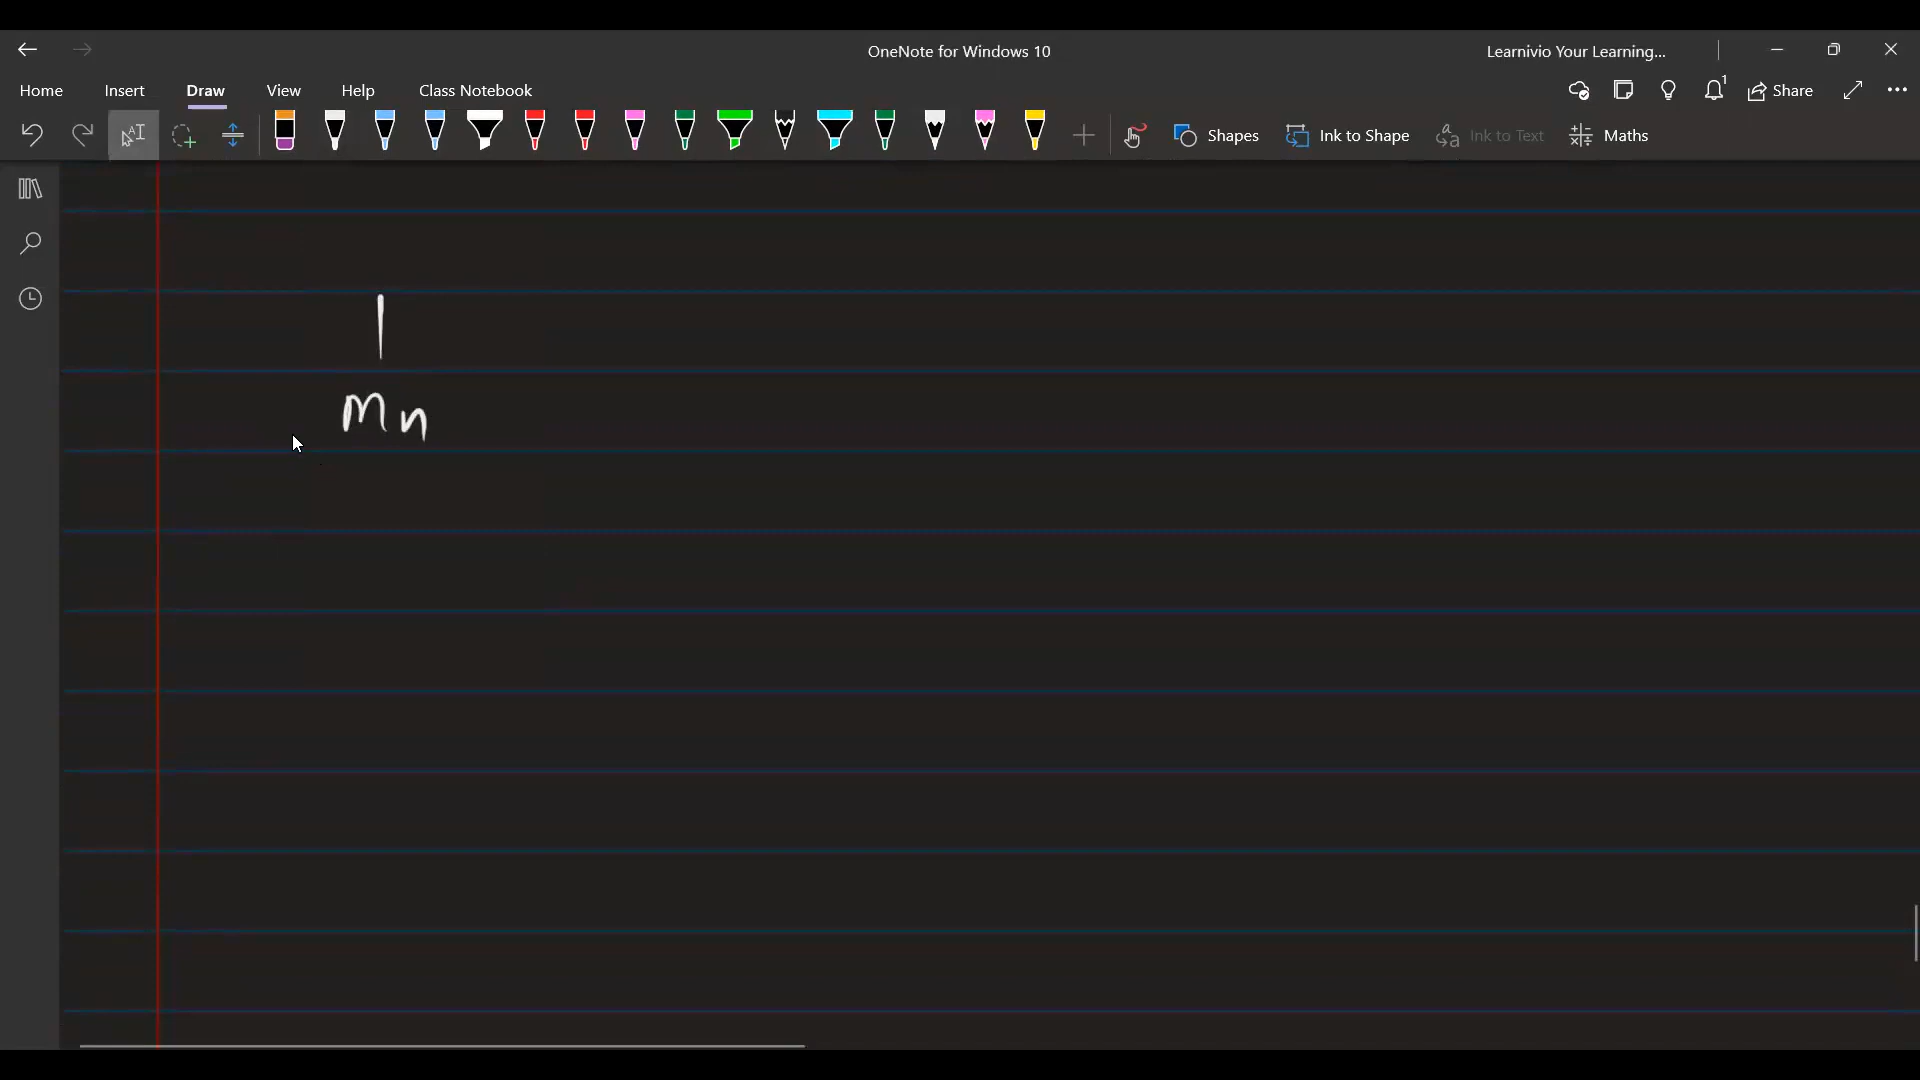 OneNote for Windows 10
Learnivio Your Learning...
Home Insert Draw View Help Class Notebook
1
Share
Shapes Ink to Shape Ink to Text Maths
Mn